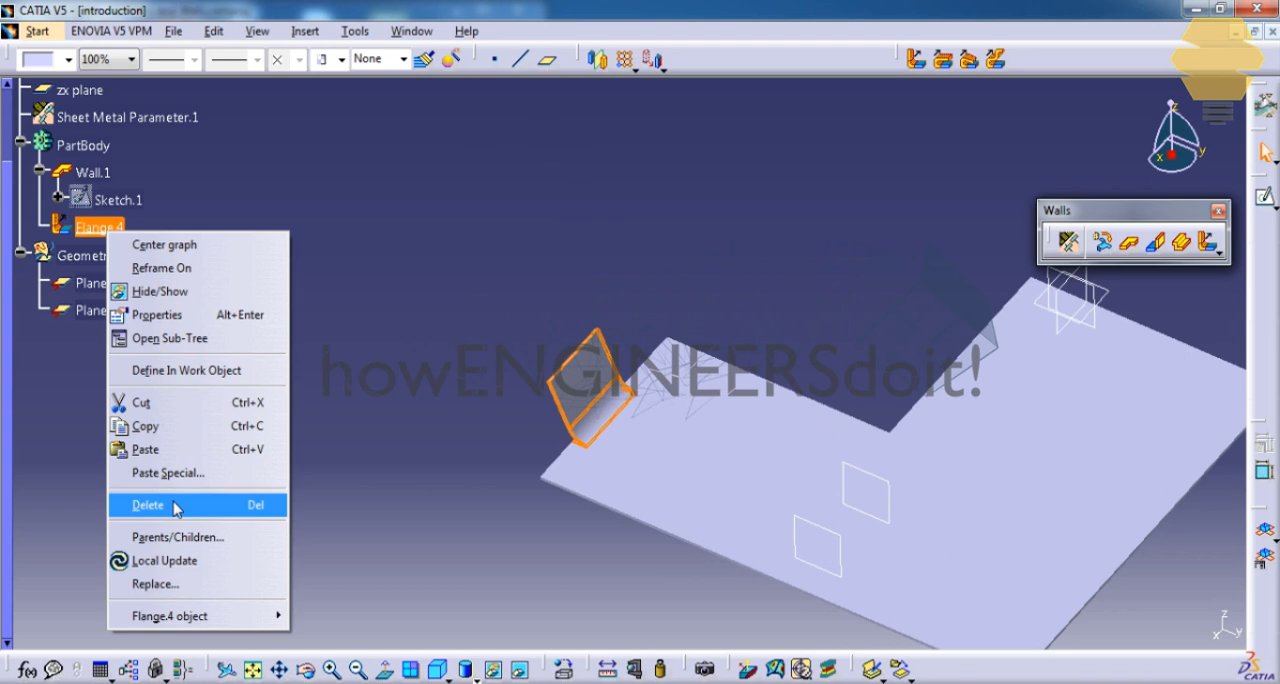 CATIA V5 - [introduction]
Start ENOVIA V5 VPM File Edit View Insert Tools Window Help
100% None
zx plane
Sheet Metal Parameter.1
PartBody
Wall.1
Sketch.1
Flange.4
Geomet
Plane
Plane
Center graph
Reframe On
Hide/Show
Properties Alt+Enter
Open Sub-Tree
Define In Work Object
Cut Ctrl+X
Copy Ctrl+C
Paste Ctrl+V
Paste Special...
Delete Del
Parents/Children...
Local Update
Replace...
Flange.4 object
Walls
z
x y
howENGINEERSdoit!
z
x y
f(x)
CATIA